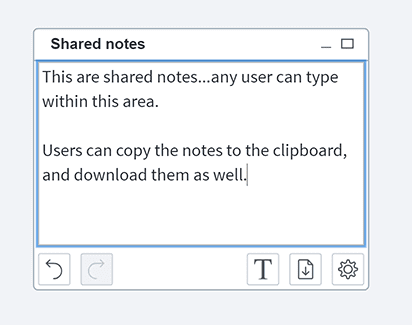 Shared notes
This are shared notes...any user can type
within this area.
Users can copy the notes to the clipboard,
and download them as well.
T